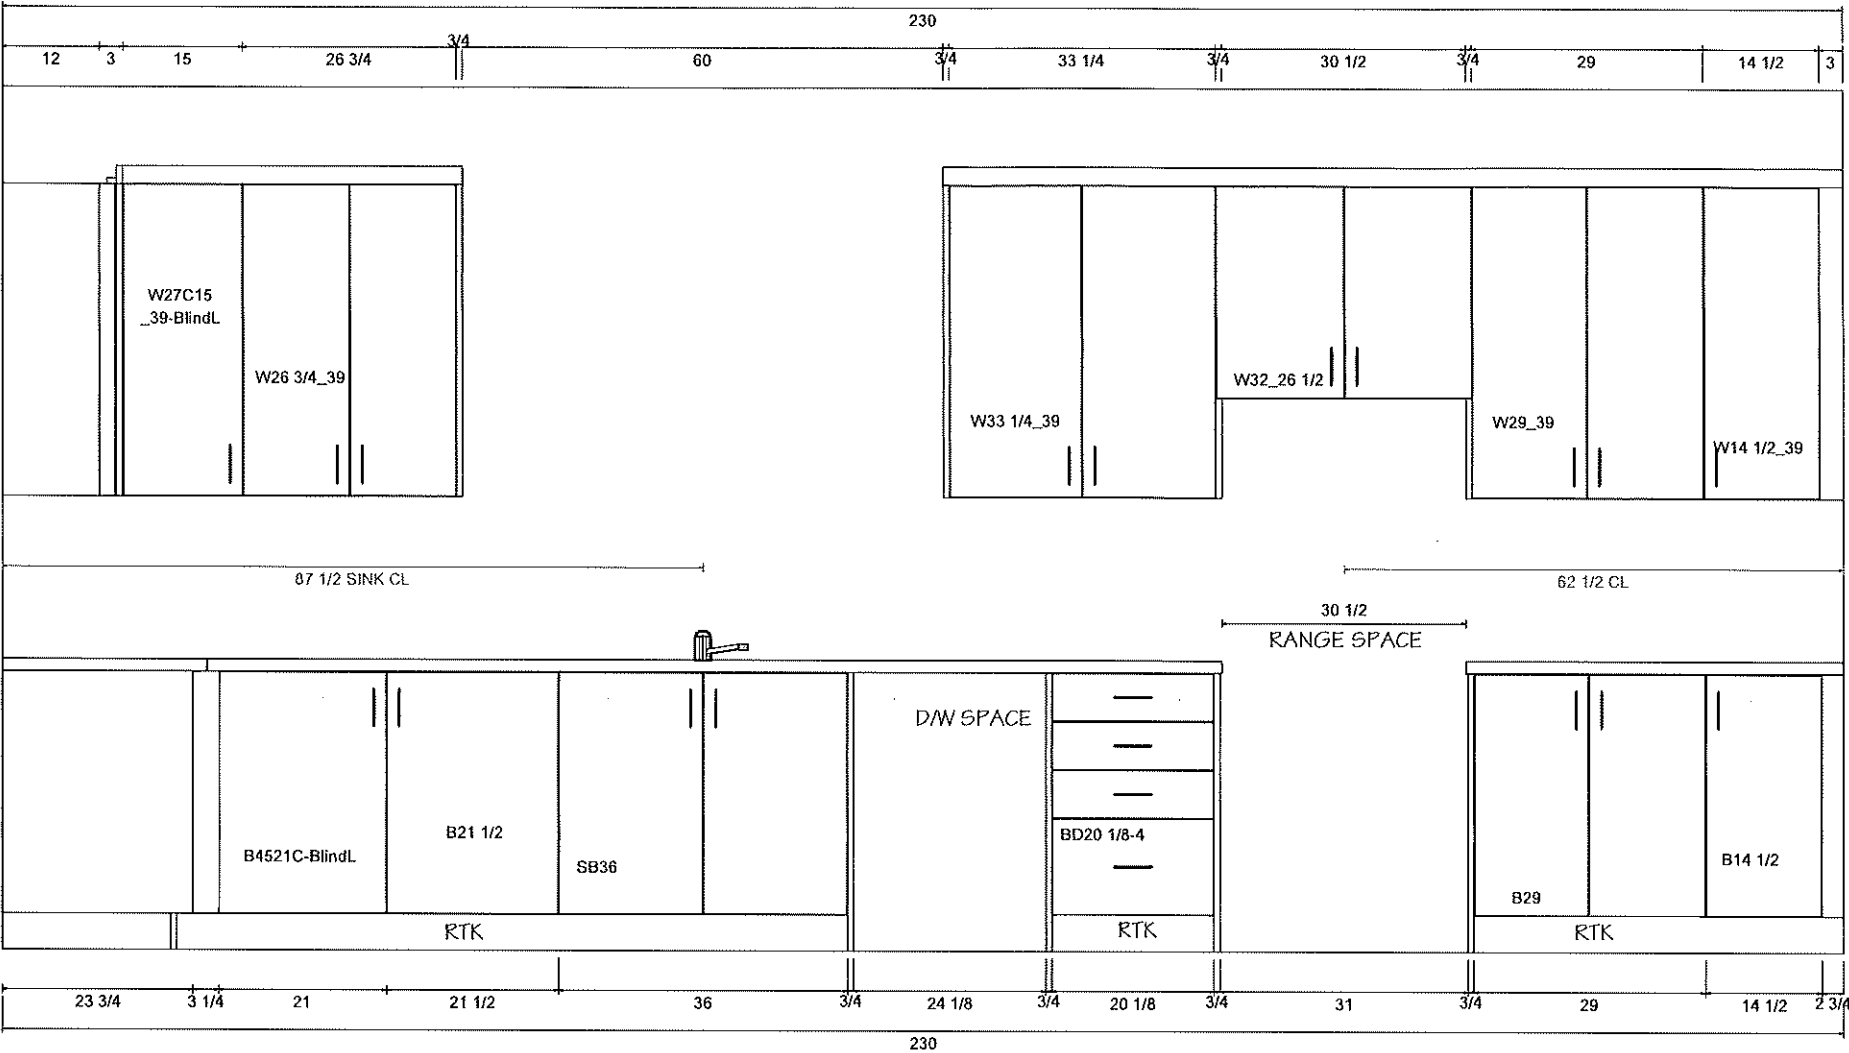 230
12 3 15 26 3/4 3/4 60 3/4 33 1/4 3/4 30 1/2 3/4 29 14 1/2 3
W27C15
_39-BlindL
W26 3/4_39
W33 1/4_39
W32_26 1/2
W29_39
W14 1/2_39
87 1/2 SINK CL
62 1/2 CL
30 1/2
RANGE SPACE
D/W SPACE
B4521C-BlindL
B21 1/2
SB36
BD20 1/8-4
B29
B14 1/2
RTK
RTK
RTK
23 3/4 3 1/4 21 21 1/2 36 3/4 24 1/8 3/4 20 1/8 3/4 31 3/4 29 14 1/2 2 3/4
230